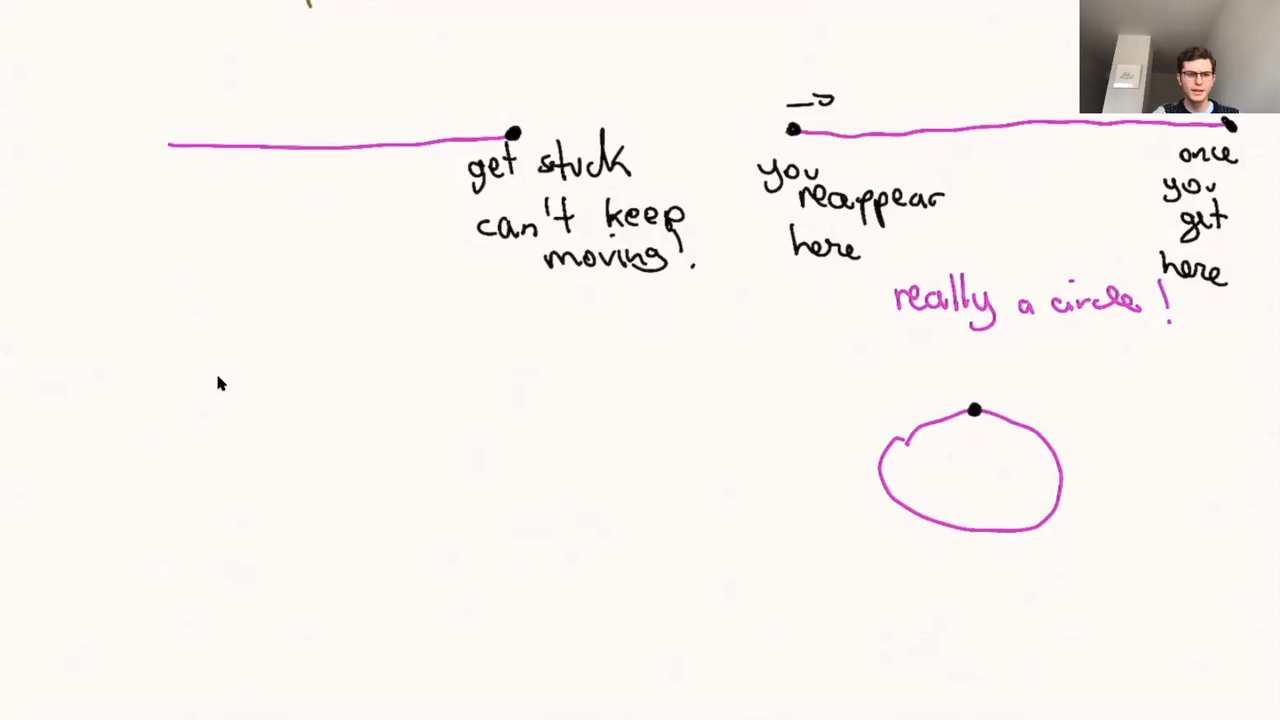 get stuck
can't keep
moving!
you
reappear
here
once
you
get
here
really a circle!